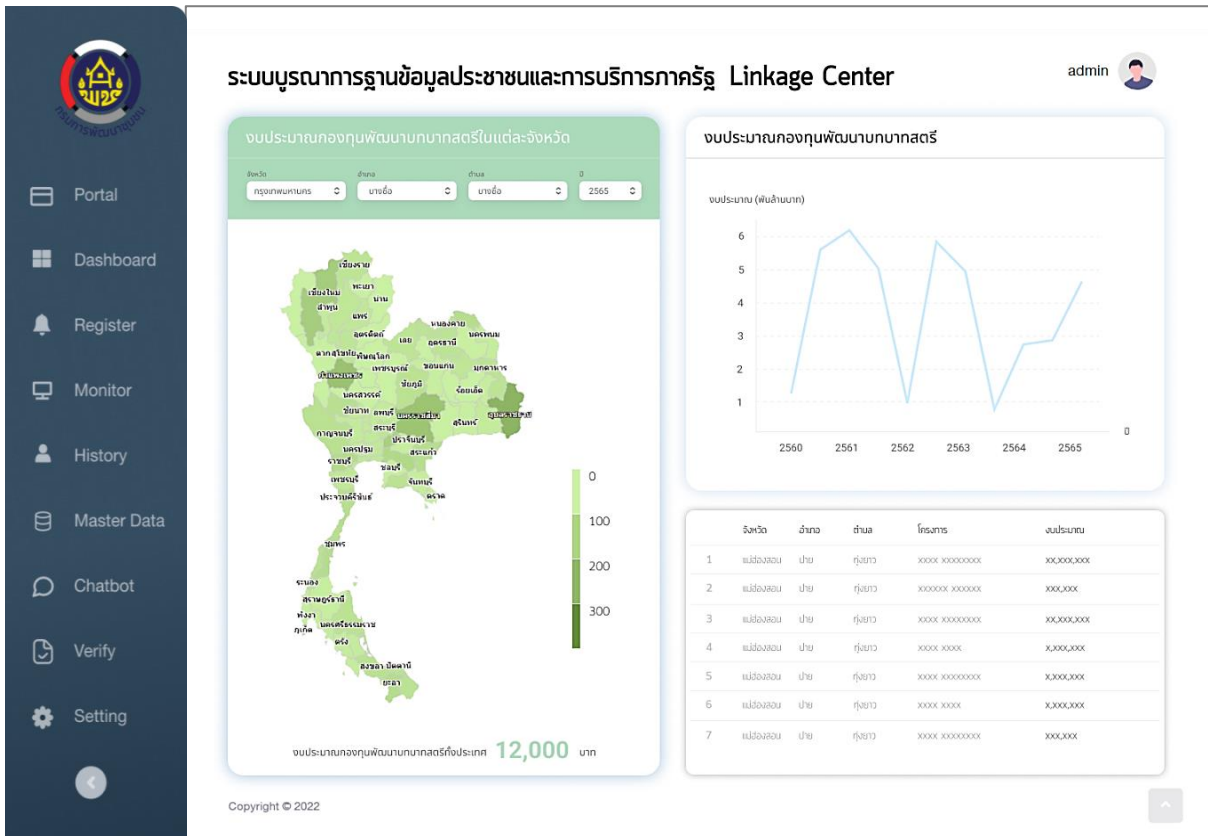 กรมการพัฒนาชุมชน
Portal
Dashboard
Register
Monitor
History
Master Data
Chatbot
Verify
Setting
ระบบบูรณาการฐานข้อมูลประชาชนและการบริการภาครัฐ Linkage Center
admin
งบประมาณกองทุนพัฒนาบทบาทสตรีในแต่ละจังหวัด
จังหวัด อำเภอ ตำบล ปี
กรุงเทพมหานคร บางซื่อ บางซื่อ 2565
เชียงราย
พะเยา
เชียงใหม่ น่าน
ลำพูน
แพร่
หนองคาย
อุตรดิตถ์ เลย อุดรธานี นครพนม
ตาก สุโขทัย พิษณุโลก
กำแพงเพชร เพชรบูรณ์ ขอนแก่น มุกดาหาร
ชัยภูมิ ร้อยเอ็ด
นครสวรรค์
ชัยนาท ลพบุรี นครราชสีมา อุบลราชธานี
สระบุรี สุรินทร์
กาญจนบุรี ปราจีนบุรี
นครปฐม สระแก้ว
ราชบุรี ชลบุรี
เพชรบุรี จันทบุรี
ประจวบคีรีขันธ์ ตราด
ชุมพร
ระนอง
สุราษฎร์ธานี
พังงา
ภูเก็ต นครศรีธรรมราช
ตรัง
สงขลา ปัตตานี
ยะลา
0
100
200
300
งบประมาณกองทุนพัฒนาบทบาทสตรีทั้งประเทศ 12,000 บาท
งบประมาณกองทุนพัฒนาบทบาทสตรี
งบประมาณ (พันล้านบาท)
6
5
4
3
2
1
ปี
2560 2561 2562 2563 2564 2565
จังหวัด อำเภอ ตำบล โครงการ งบประมาณ
1 แม่ฮ่องสอน ปาย ทุ่งยาว xxxx xxxxxxxx xx,xxx,xxx
2 แม่ฮ่องสอน ปาย ทุ่งยาว xxxxxx xxxxxx xxx,xxx
3 แม่ฮ่องสอน ปาย ทุ่งยาว xxxx xxxxxxxx xx,xxx,xxx
4 แม่ฮ่องสอน ปาย ทุ่งยาว xxxx xxxx x,xxx,xxx
5 แม่ฮ่องสอน ปาย ทุ่งยาว xxxx xxxxxxxx x,xxx,xxx
6 แม่ฮ่องสอน ปาย ทุ่งยาว xxxx xxxx x,xxx,xxx
7 แม่ฮ่องสอน ปาย ทุ่งยาว xxxx xxxxxxxx xxx,xxx
Copyright © 2022